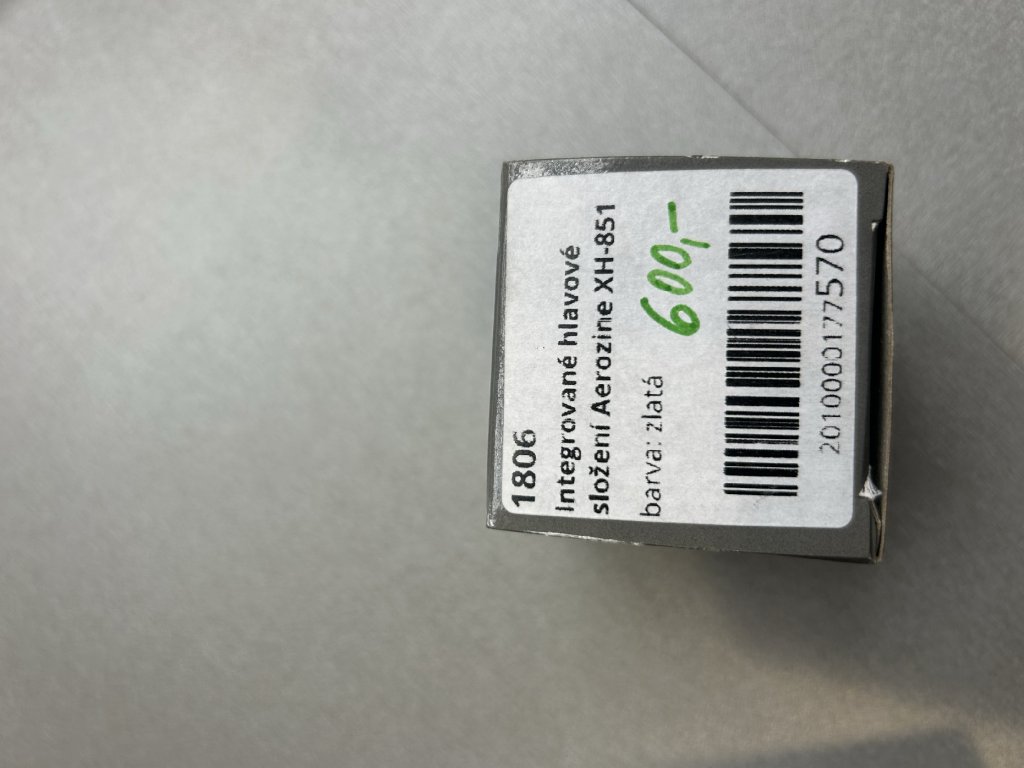 1806
Integrované hlavové
složení Aerozine XH-851
barva: zlatá
600,-
2010000177570